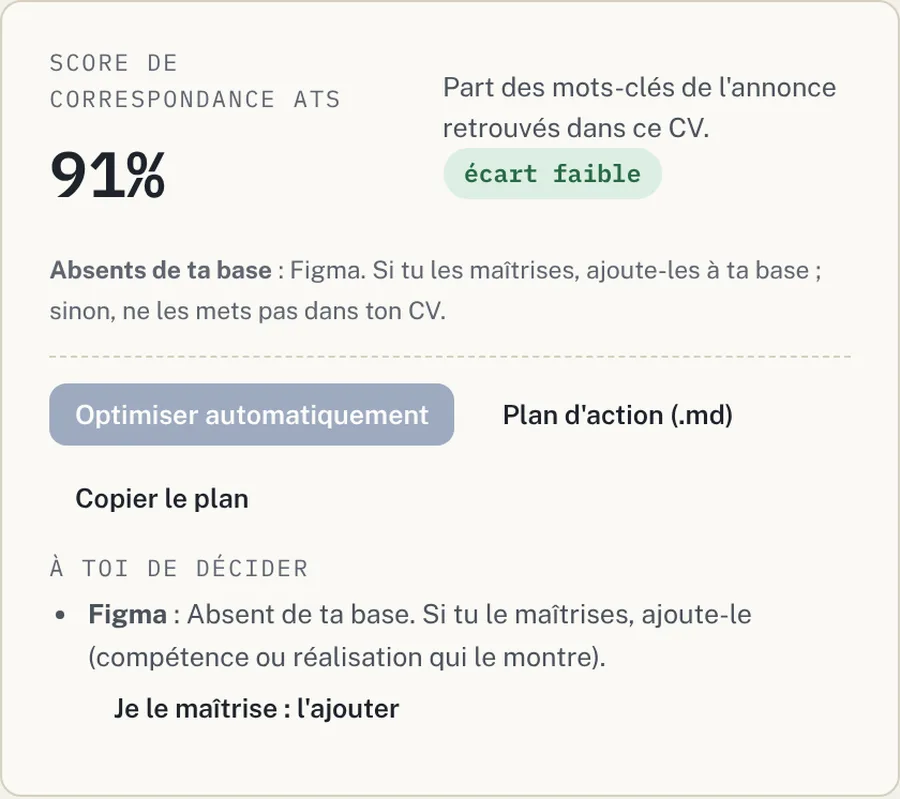 SCORE DE
CORRESPONDANCE ATS
91%
Part des mots-clés de l'annonce
retrouvés dans ce CV.
écart faible
Absents de ta base : Figma. Si tu les maîtrises, ajoute-les à ta base ;
sinon, ne les mets pas dans ton CV.
Optimiser automatiquement
Plan d'action (.md)
Copier le plan
À TOI DE DÉCIDER
• Figma : Absent de ta base. Si tu le maîtrises, ajoute-le
(compétence ou réalisation qui le montre).
Je le maîtrise : l'ajouter